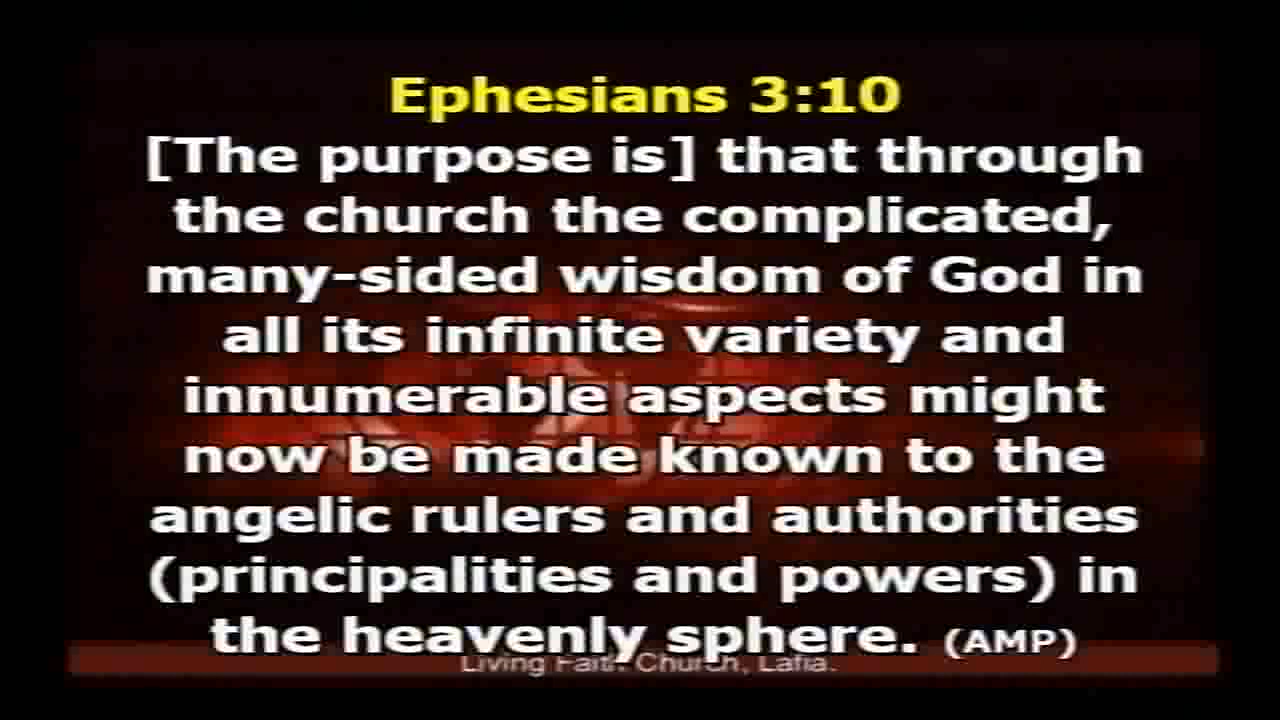 Ephesians 3:10
[The purpose is] that through
the church the complicated,
many-sided wisdom of God in
all its infinite variety and
innumerable aspects might
now be made known to the
angelic rulers and authorities
(principalities and powers) in
the heavenly sphere. (AMP)
Living Faith Church, Lafia.